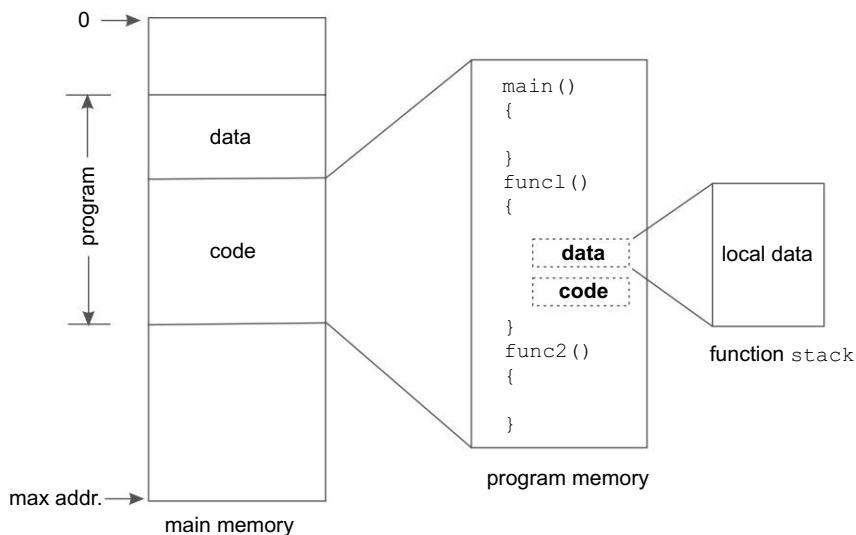 0
data
program
code
max addr.
main memory
main()
{
}
func1()
{
data
code
}
func2()
{
}
program memory
local data
function stack